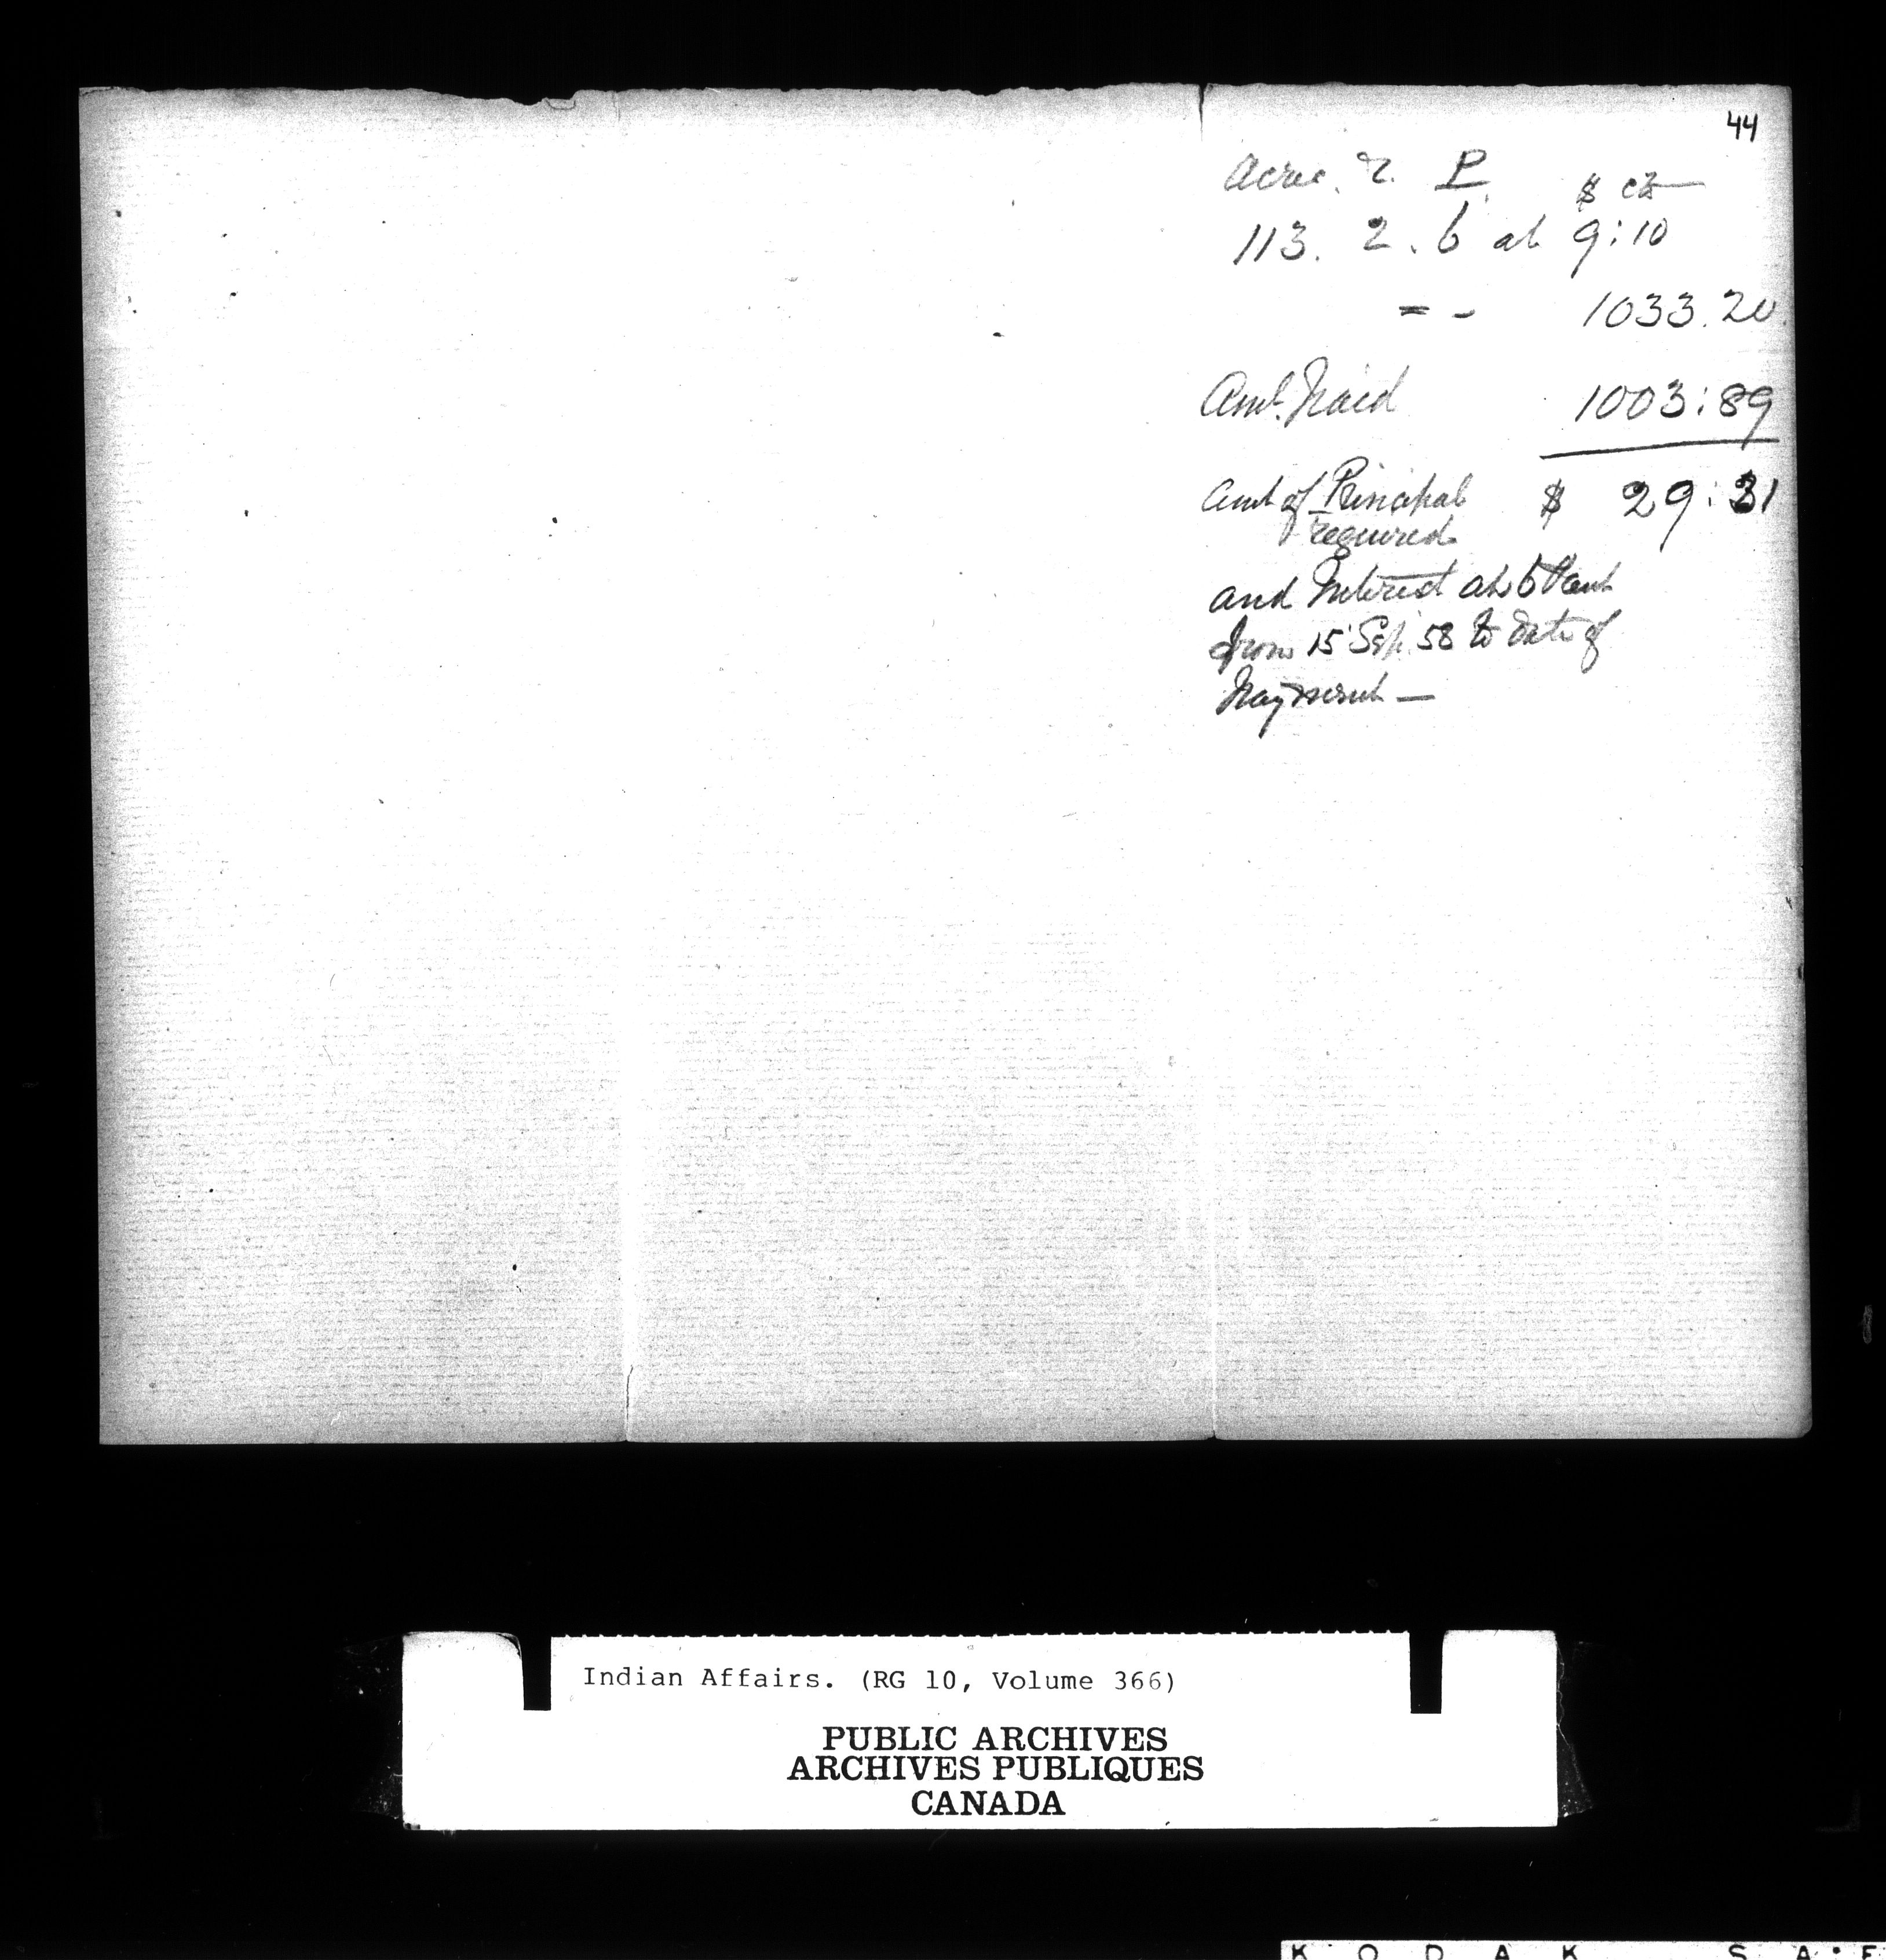 44
Acres. R. P. $ cts
113. 2. 6 at 9:10
= - 1033.20
Amt. Paid 1003:89
Amt of Principal $ 29:31
required
and Interest at 6 P cent
from 15 Sep. 58 to date of
Payment —
Indian Affairs. (RG 10, Volume 366)
PUBLIC ARCHIVES
ARCHIVES PUBLIQUES
CANADA
K O D A K S A F